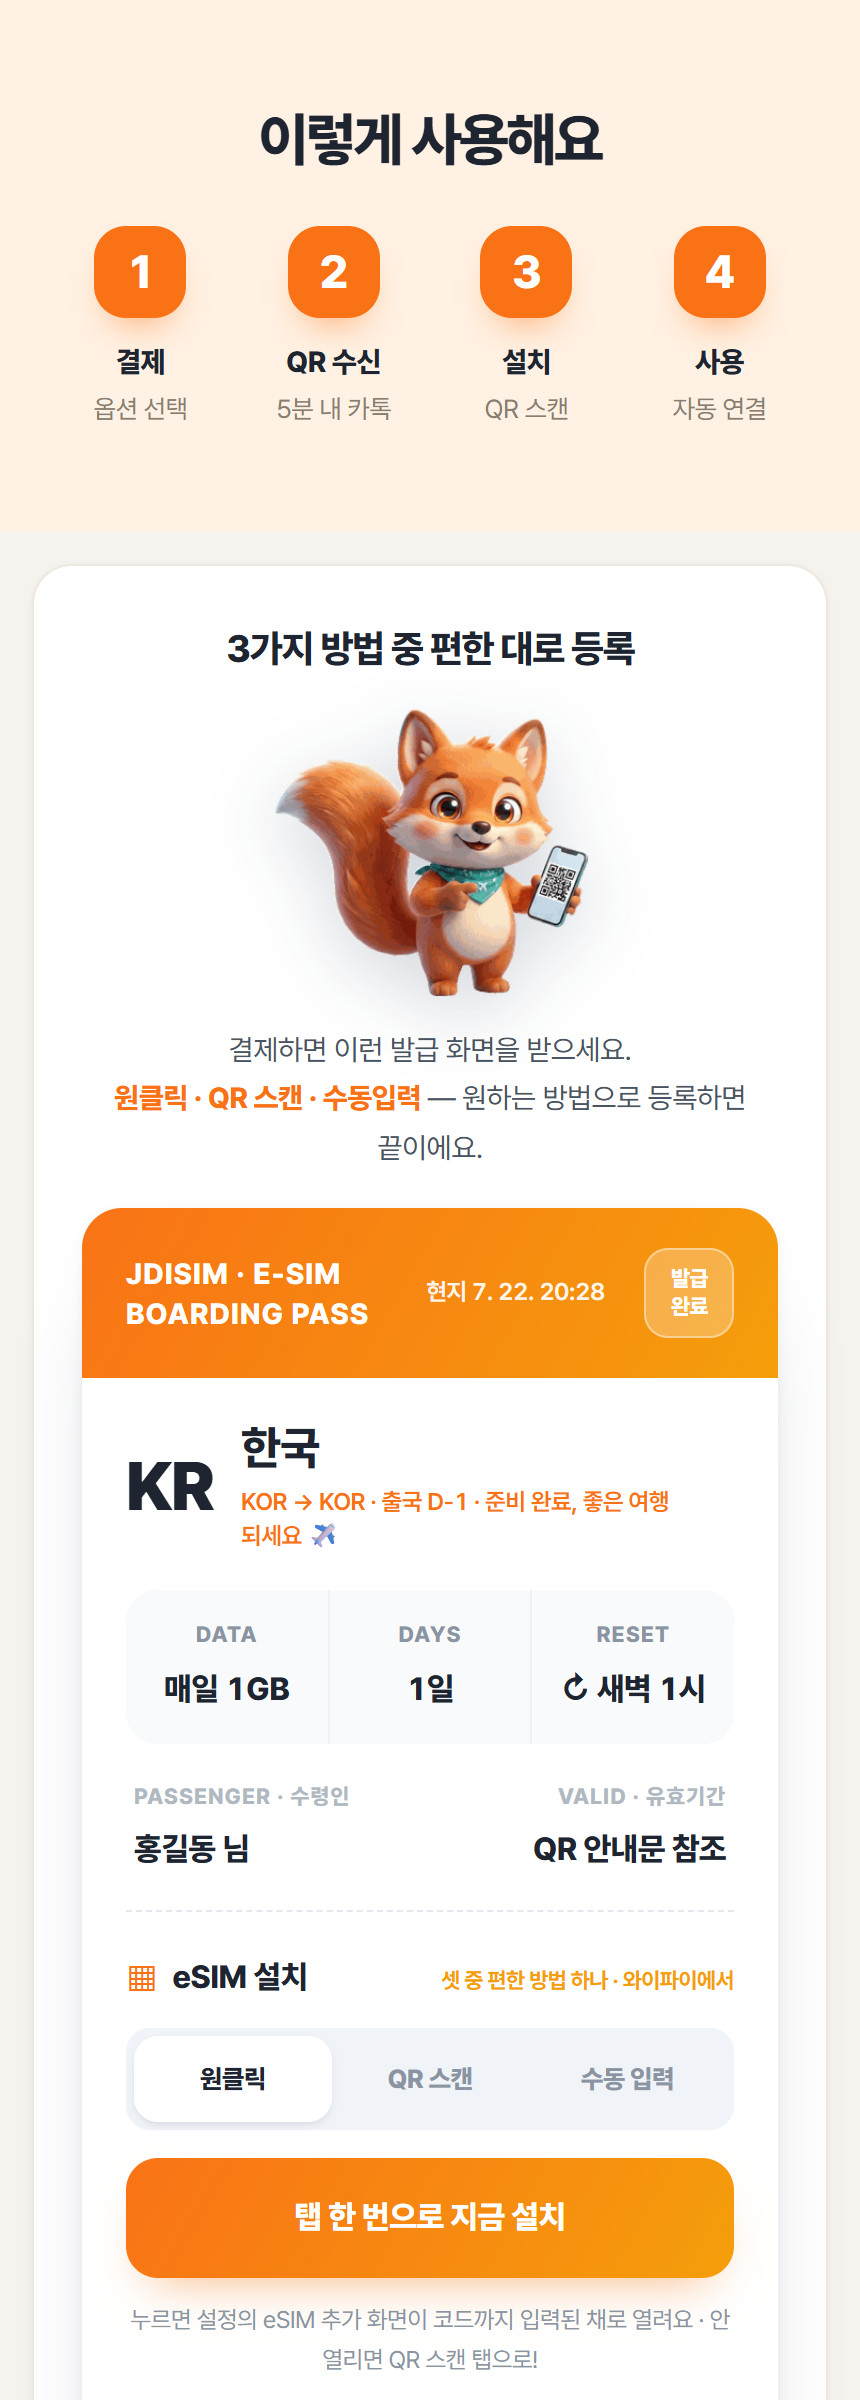 이렇게 사용해요
1
2
3
4
결제
QR 수신
설치
사용
옵션 선택
5분 내 카톡
QR 스캔
자동 연결
3가지 방법 중 편한 대로 등록
결제하면 이런 발급 화면을 받으세요.
원클릭 · QR 스캔 · 수동입력 — 원하는 방법으로 등록하면
끝이에요.
JDISIM · E-SIM
BOARDING PASS
현지 7. 22. 20:28
발급
완료
KR
한국
KOR → KOR · 출국 D-1 · 준비 완료, 좋은 여행
되세요 ✈️
DATA
DAYS
RESET
매일 1GB
1일
↻ 새벽 1시
PASSENGER · 수령인
VALID · 유효기간
홍길동 님
QR 안내문 참조
▦ eSIM 설치
셋 중 편한 방법 하나 · 와이파이에서
원클릭
QR 스캔
수동 입력
탭 한 번으로 지금 설치
누르면 설정의 eSIM 추가 화면이 코드까지 입력된 채로 열려요 · 안
열리면 QR 스캔 탭으로!